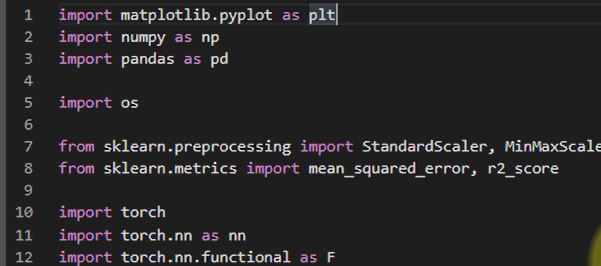 1 import matplotlib.pyplot as plt
2 import numpy as np
3 import pandas as pd
4
5 import os
6
7 from sklearn.preprocessing import StandardScaler, MinMaxScale
8 from sklearn.metrics import mean_squared_error, r2_score
9
10 import torch
11 import torch.nn as nn
12 import torch.nn.functional as F